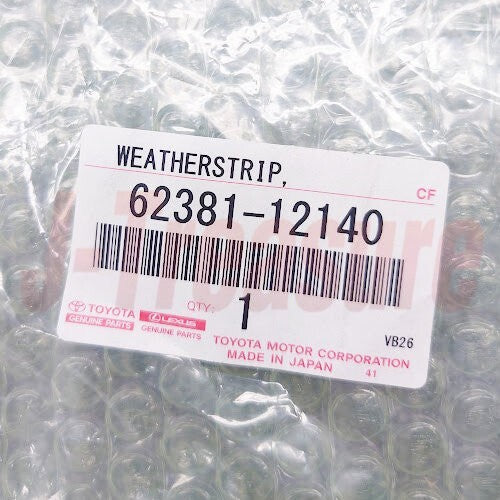 WEATHERSTRIP,
CF
62381-12140
TOYOTA
GENUINE PARTS
LEXUS
GENUINE PARTS
QTY:
1
TOYOTA MOTOR CORPORATION
MADE IN JAPAN
41
VB26